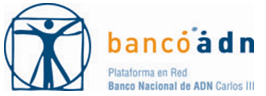 bancoadn
Plataforma en Red
Banco Nacional de ADN Carlos III